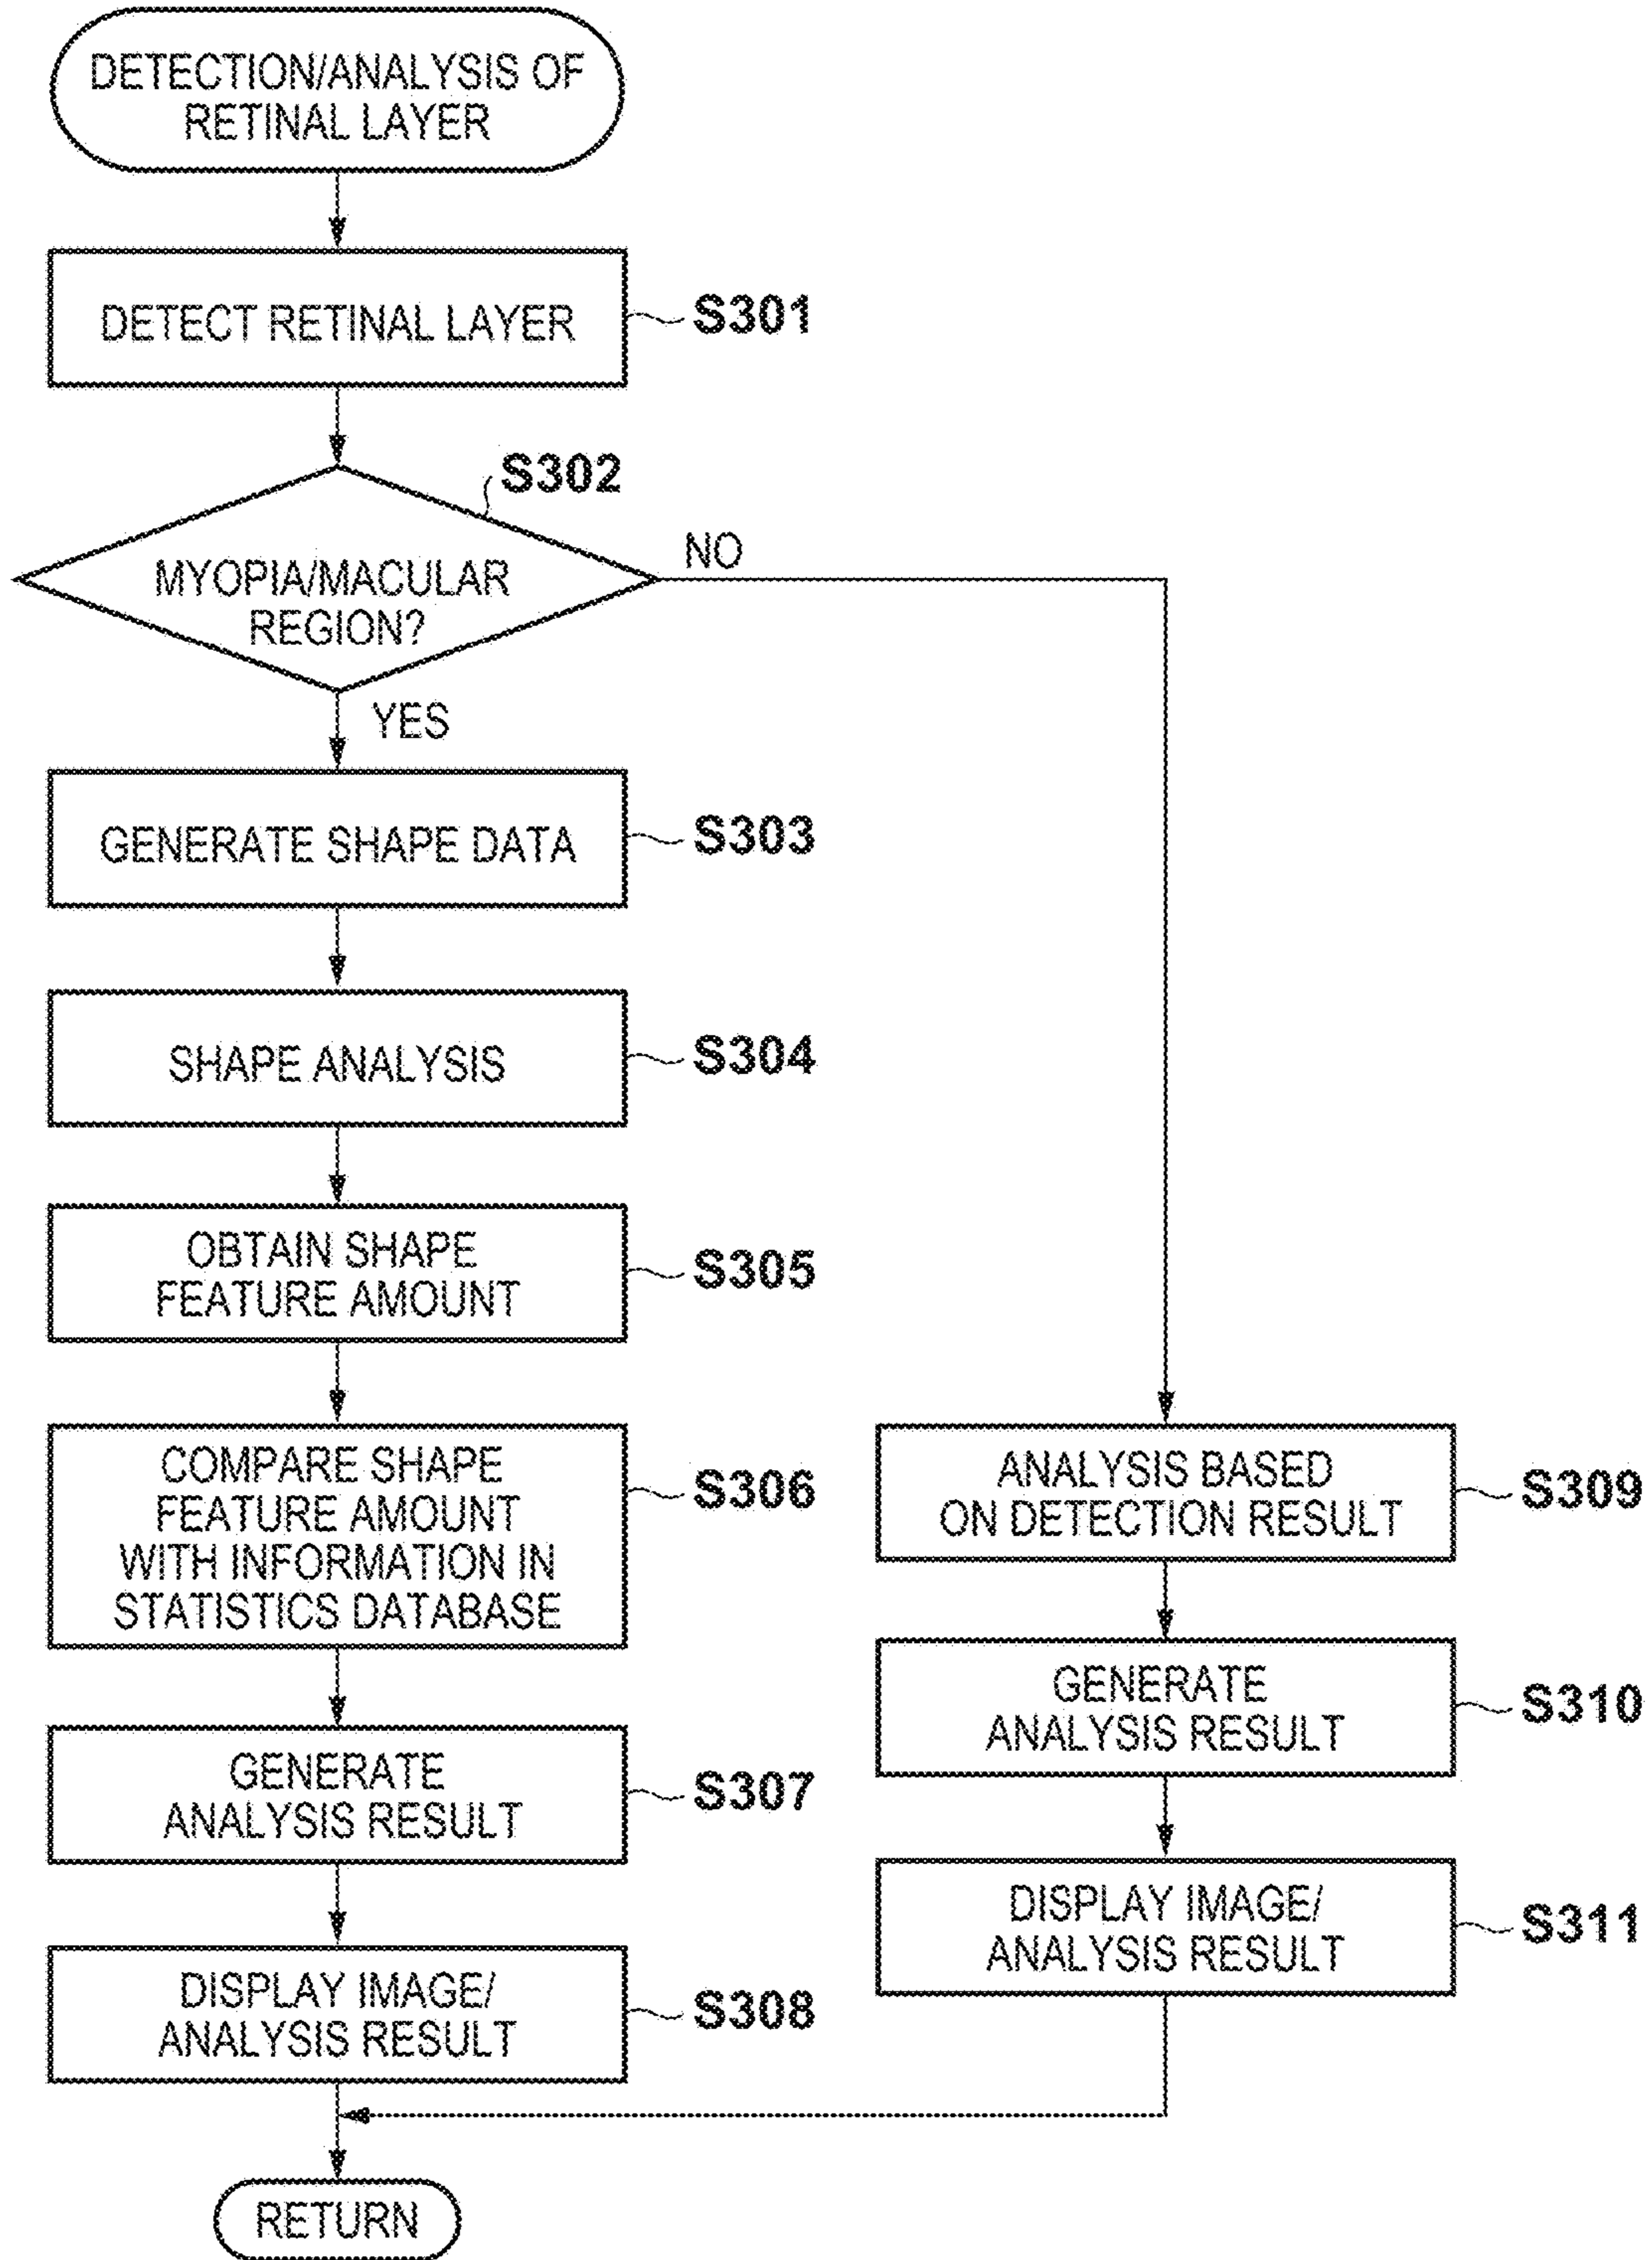 DETECTION/ANALYSIS OF
RETINAL LAYER
DETECT RETINAL LAYER
S301
S302
MYOPIA/MACULAR
REGION?
NO
YES
GENERATE SHAPE DATA
S303
SHAPE ANALYSIS
S304
OBTAIN SHAPE
FEATURE AMOUNT
S305
COMPARE SHAPE
FEATURE AMOUNT
WITH INFORMATION IN
STATISTICS DATABASE
S306
GENERATE
ANALYSIS RESULT
S307
DISPLAY IMAGE/
ANALYSIS RESULT
S308
ANALYSIS BASED
ON DETECTION RESULT
S309
GENERATE
ANALYSIS RESULT
S310
DISPLAY IMAGE/
ANALYSIS RESULT
S311
RETURN